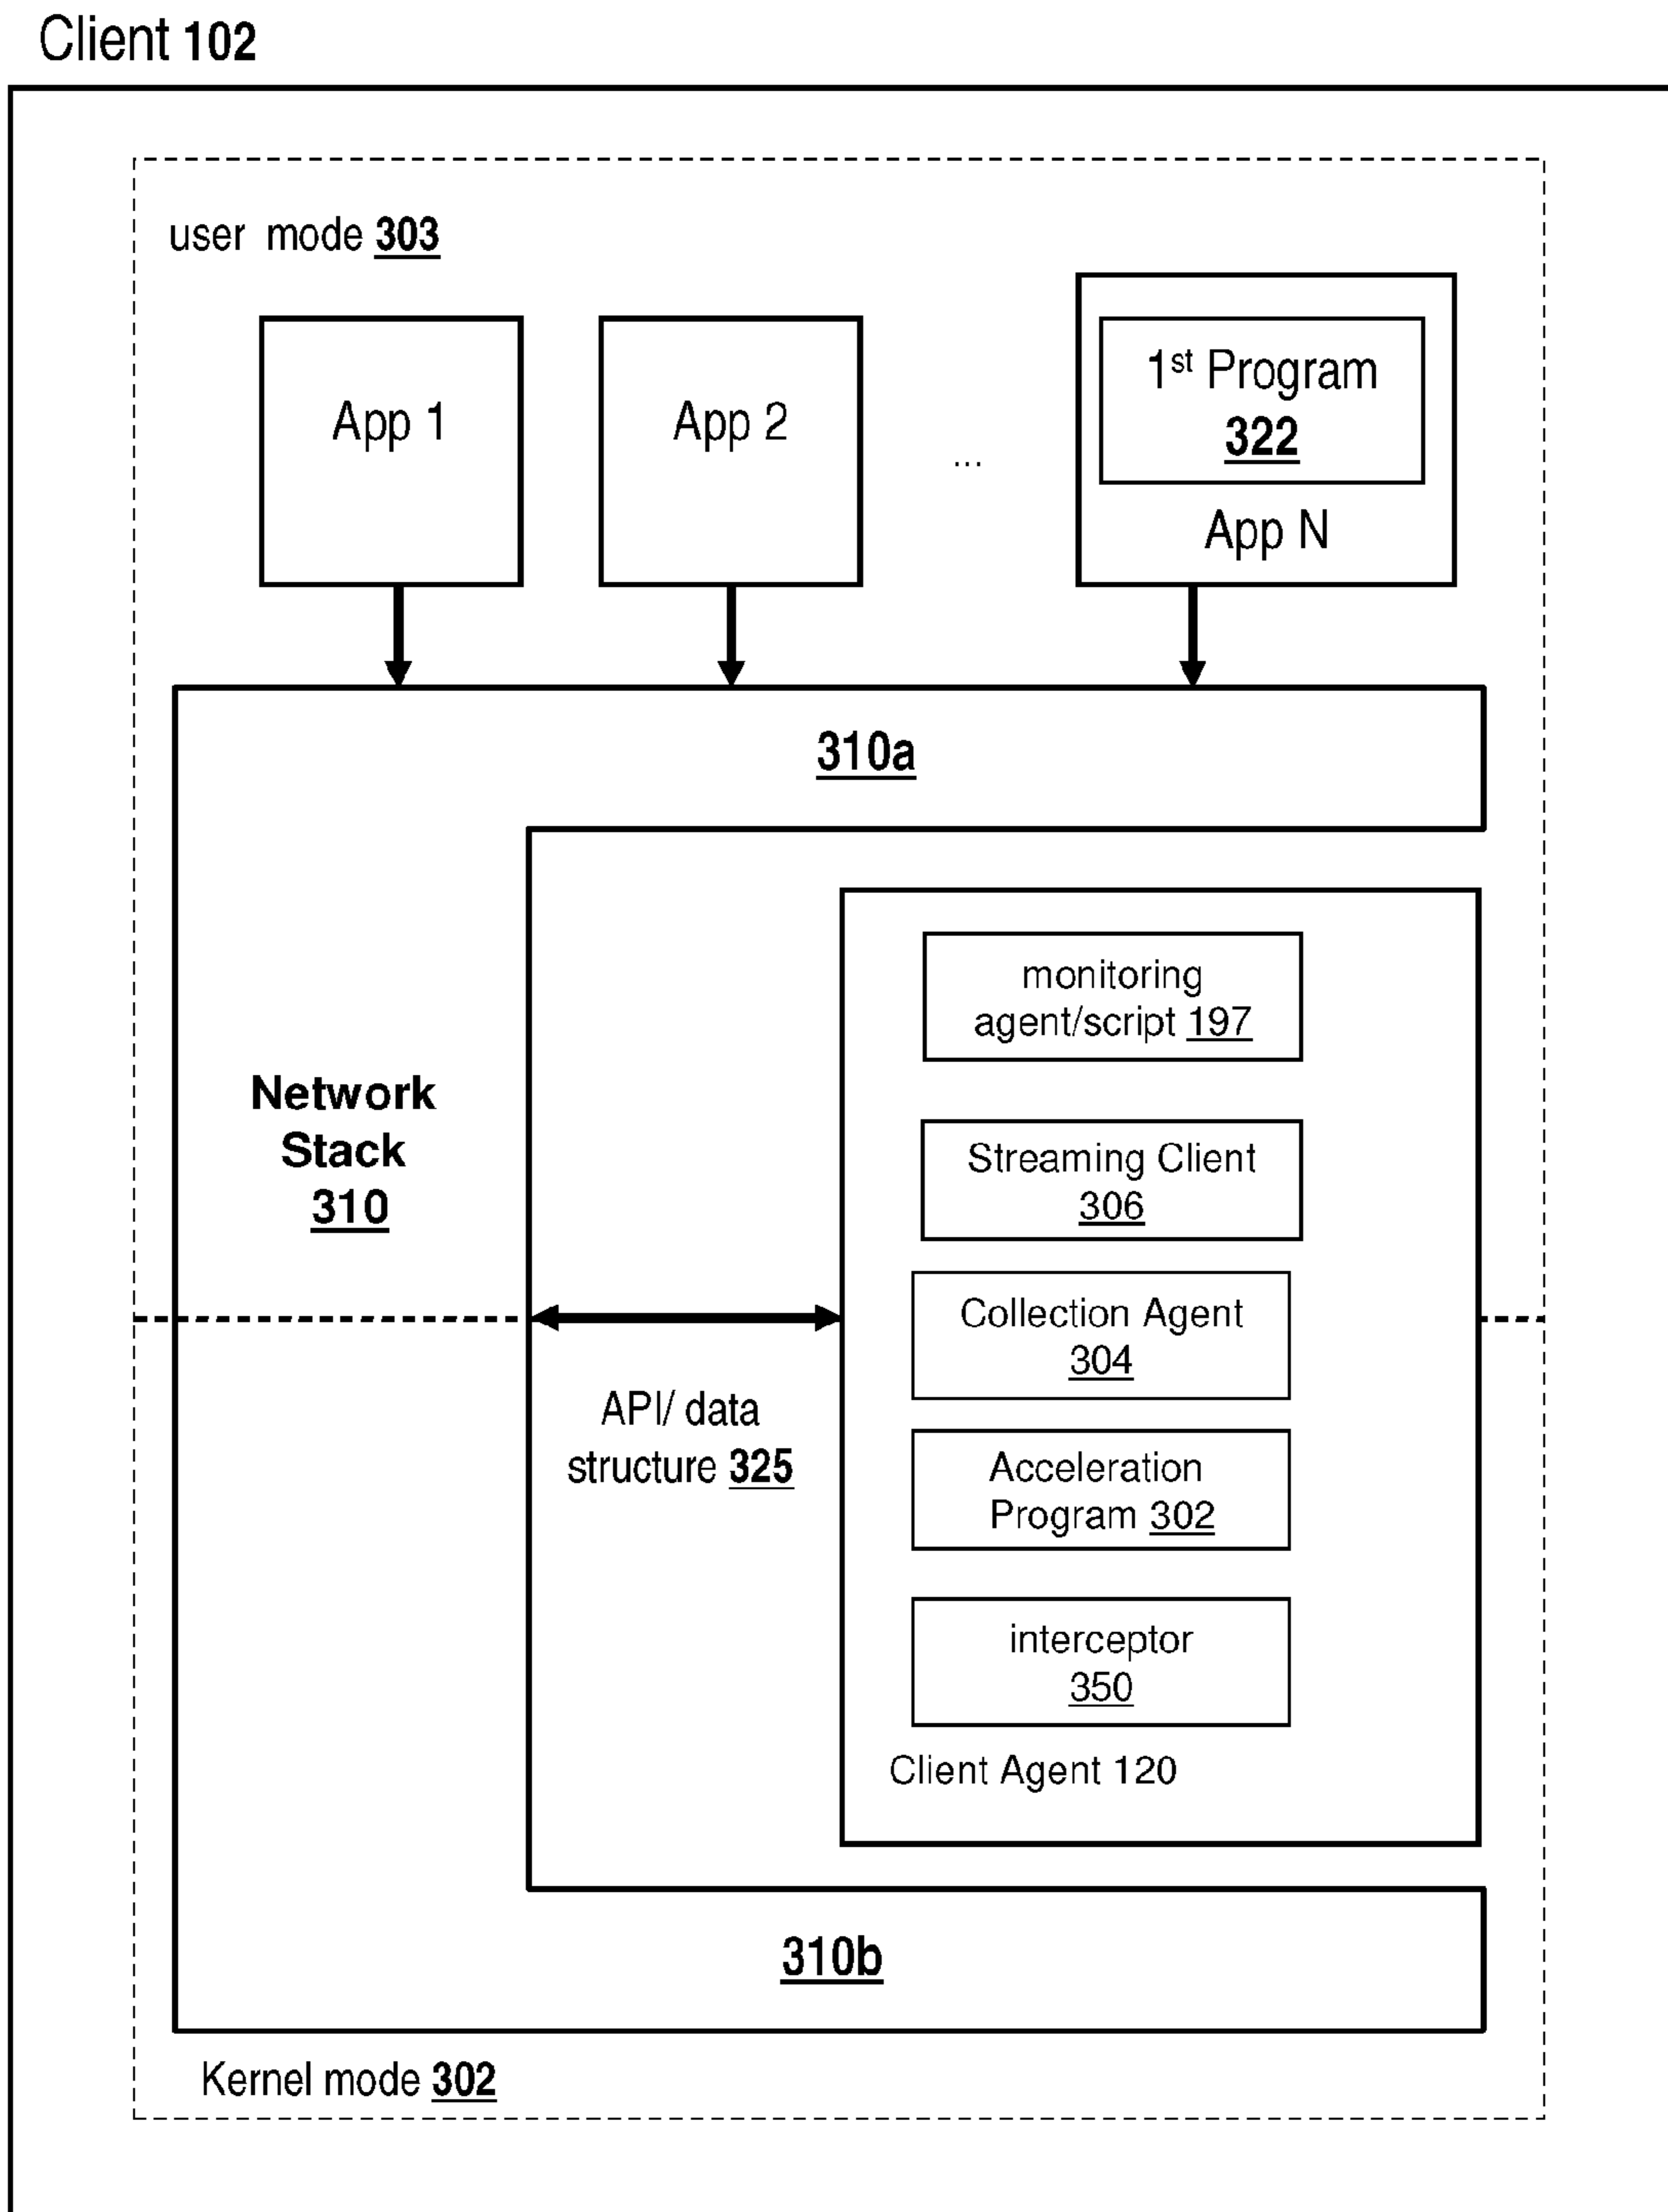 Client 102
user mode 303
App 1
App 2
...
1st Program
322
App N
310a
monitoring
agent/script 197
Network
Stack
310
Streaming Client
306
Collection Agent
304
API/ data
structure 325
Acceleration
Program 302
interceptor
350
Client Agent 120
310b
Kernel mode 302